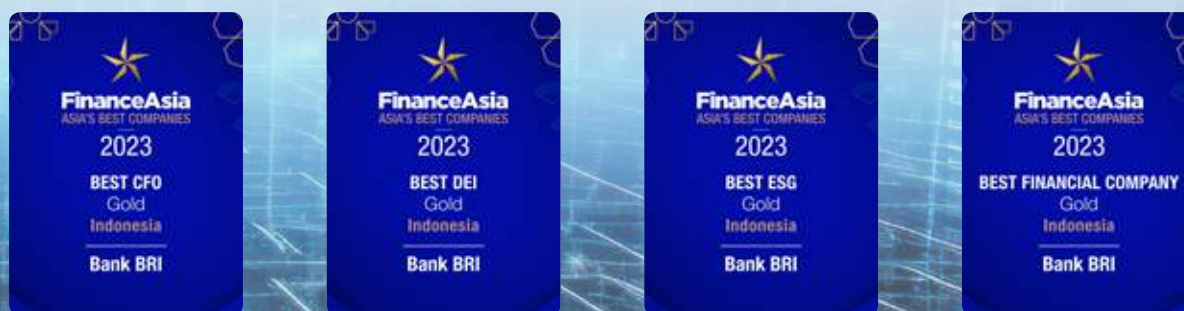 FinanceAsia
ASIA'S BEST COMPANIES
2023
BEST CFO
Gold
Indonesia
Bank BRI
FinanceAsia
ASIA'S BEST COMPANIES
2023
BEST DEI
Gold
Indonesia
Bank BRI
FinanceAsia
ASIA'S BEST COMPANIES
2023
BEST ESG
Gold
Indonesia
Bank BRI
FinanceAsia
ASIA'S BEST COMPANIES
2023
BEST FINANCIAL COMPANY
Gold
Indonesia
Bank BRI